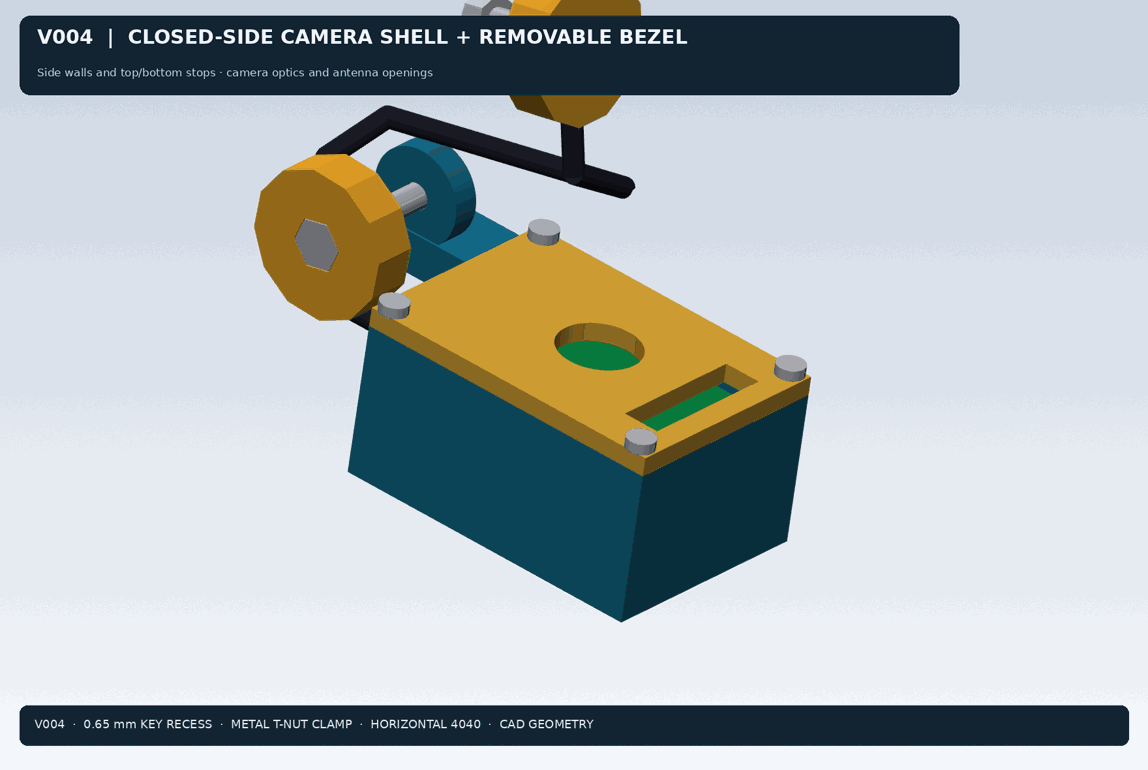 V004 | CLOSED-SIDE CAMERA SHELL + REMOVABLE BEZEL
Side walls and top/bottom stops · camera optics and antenna openings
V004 · 0.65 mm KEY RECESS · METAL T-NUT CLAMP · HORIZONTAL 4040 · CAD GEOMETRY